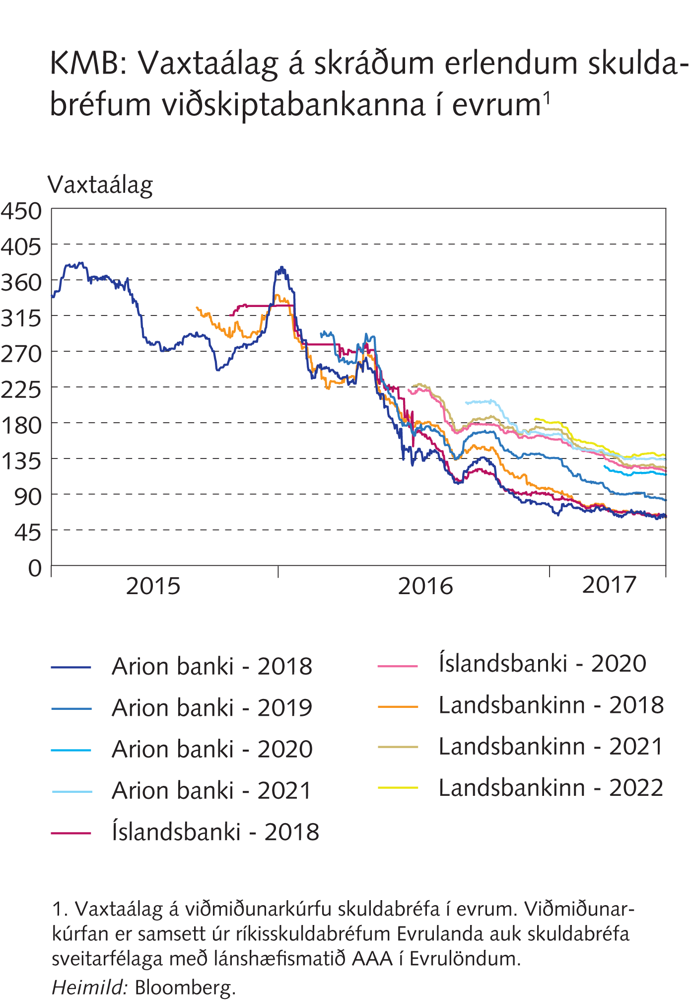 KMB: Vaxtaálag á skráðum erlendum skulda-
bréfum viðskiptabankanna í evrum¹
Vaxtaálag
450
405
360
315
270
225
180
135
90
45
0
2015 2016 2017
Arion banki - 2018
Arion banki - 2019
Arion banki - 2020
Arion banki - 2021
Íslandsbanki - 2018
Íslandsbanki - 2020
Landsbankinn - 2018
Landsbankinn - 2021
Landsbankinn - 2022
1. Vaxtaálag á viðmiðunarkúrfu skuldabréfa í evrum. Viðmiðunar-
kúrfan er samsett úr ríkisskuldabréfum Evrulanda auk skuldabréfa
sveitarfélaga með lánshæfismatið AAA í Evrulöndum.
Heimild: Bloomberg.